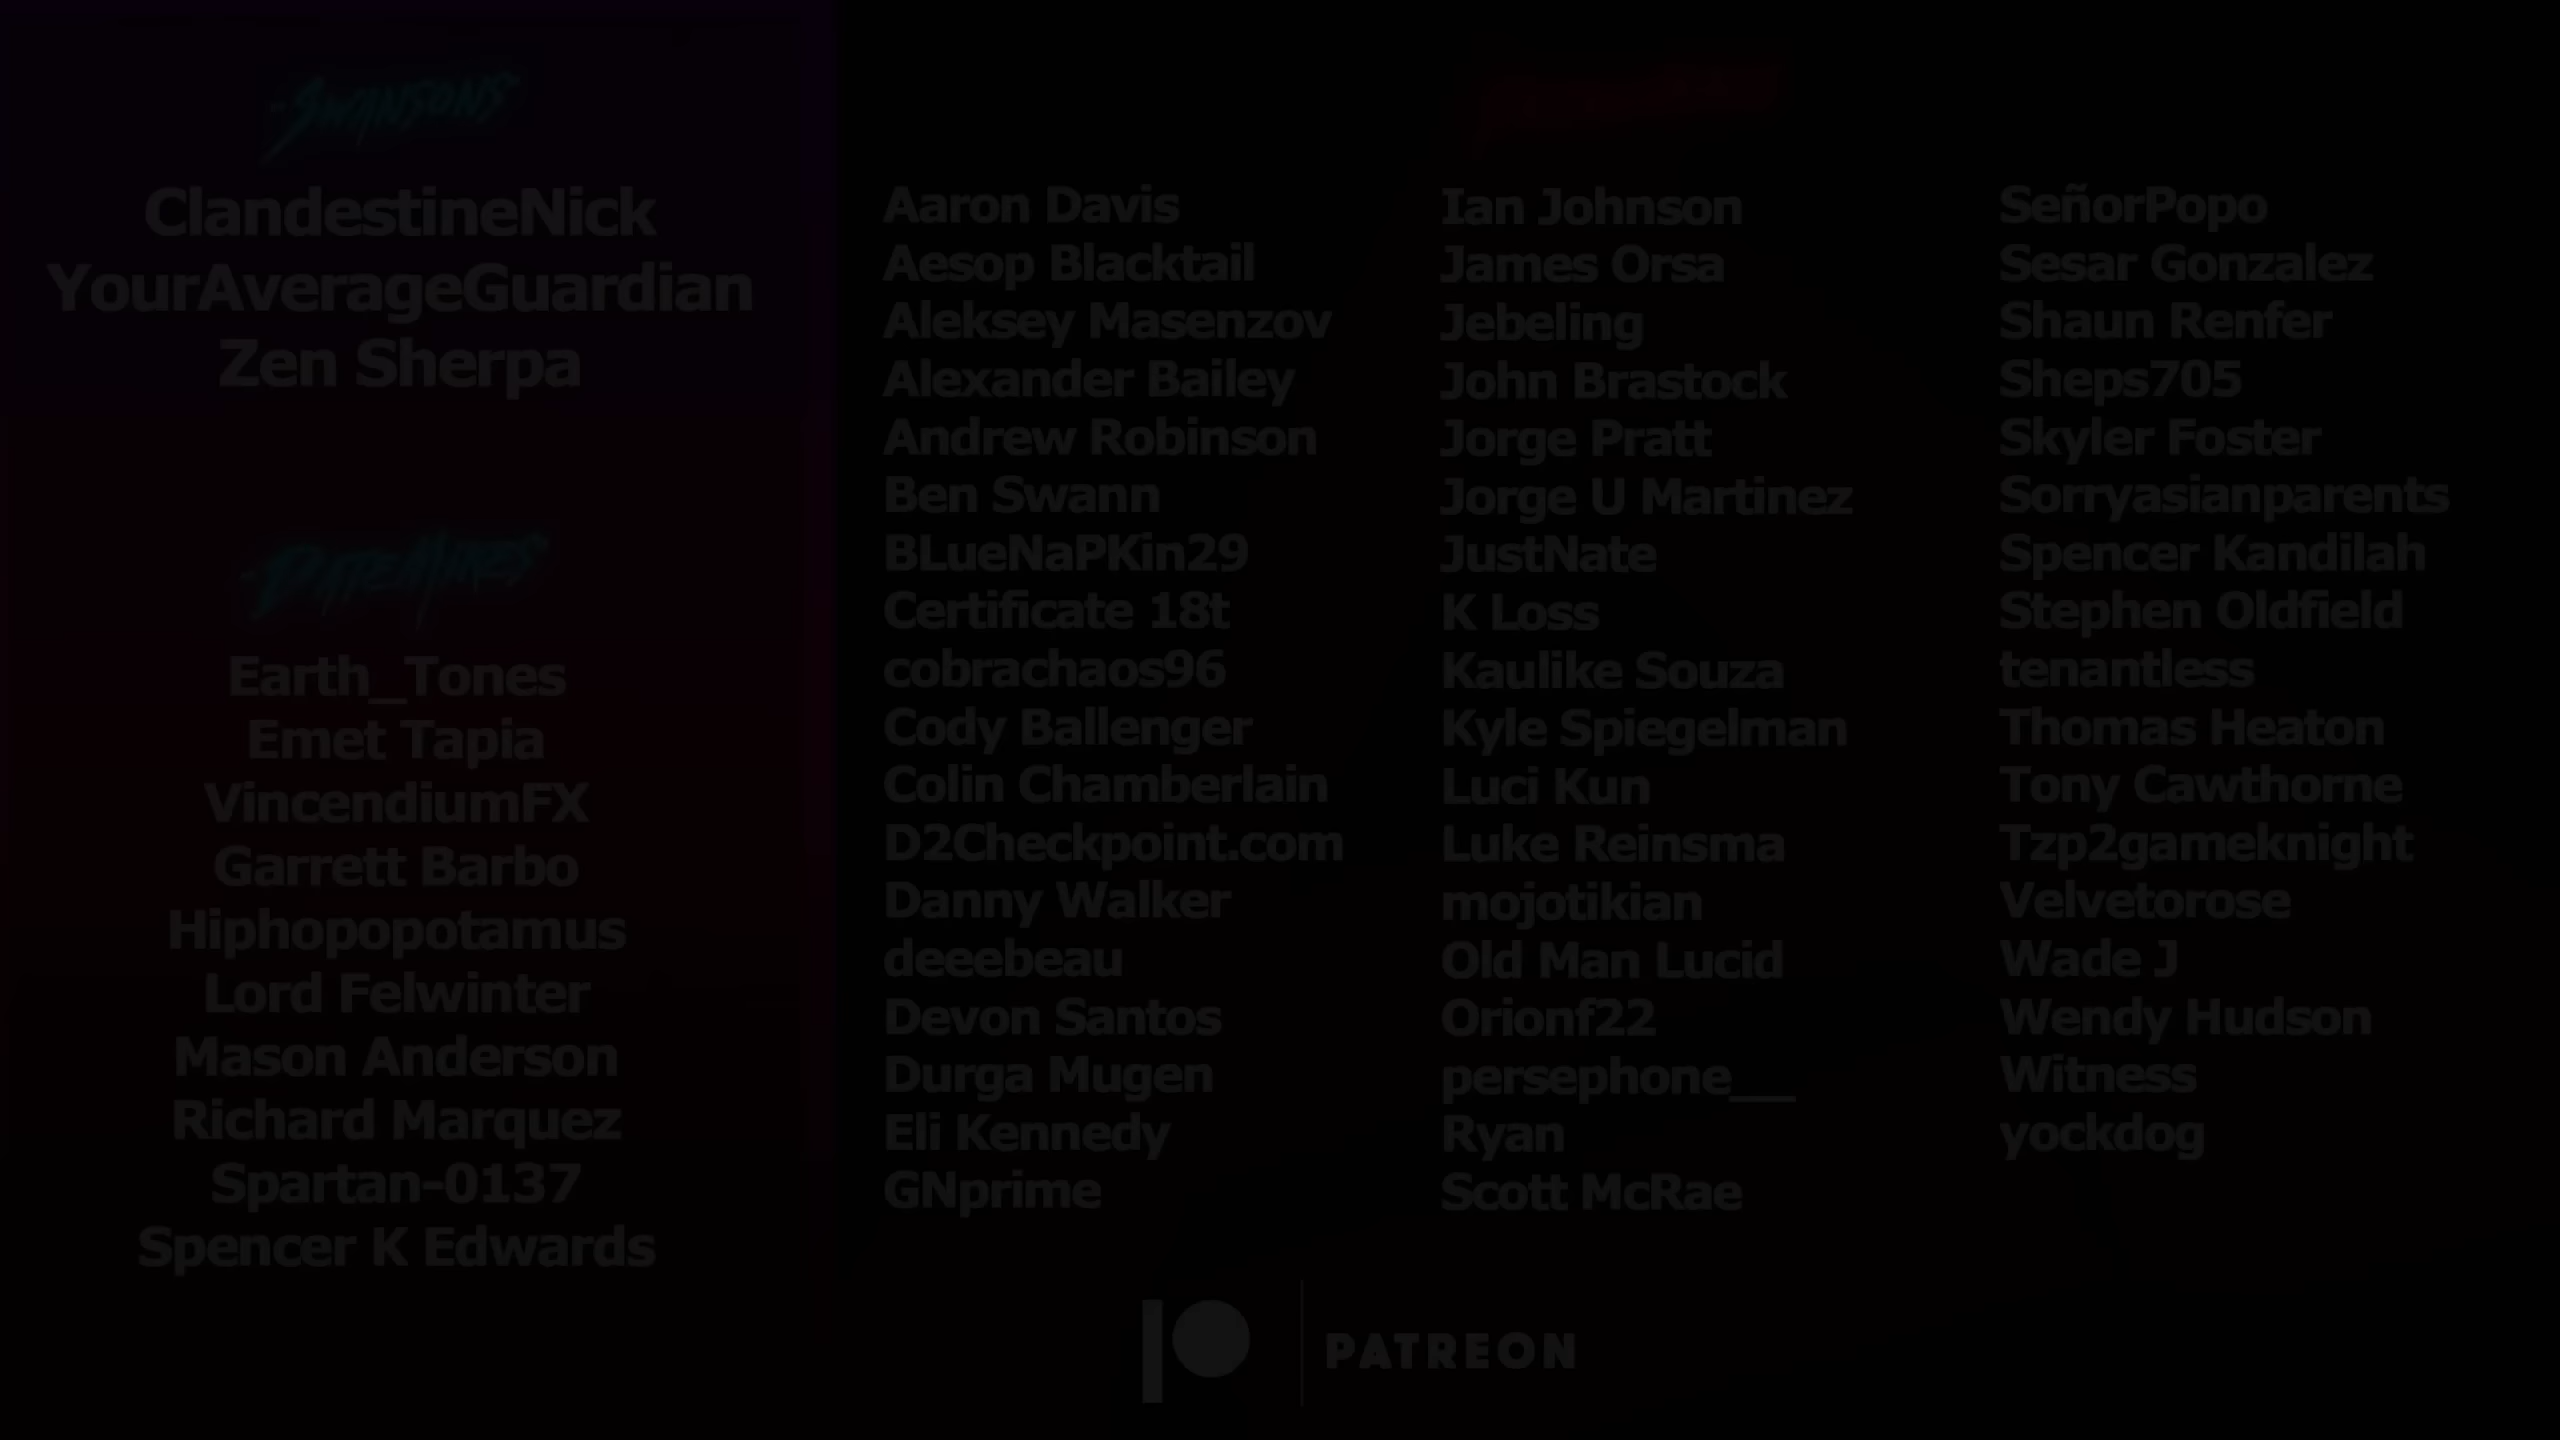 Swansons
ClandestineNick
YourAverageGuardian
Zen Sherpa
Earth_Tones
Emet Tapia
VincendiumFX
Garrett Barbo
Hiphopopotamus
Lord Felwinter
Mason Anderson
Richard Marquez
Spartan-0137
Spencer K Edwards
Aaron Davis
Aesop Blacktail
Aleksey Masenzov
Alexander Bailey
Andrew Robinson
Ben Swann
BLueNaPKin29
Certificate 18t
cobrachaos96
Cody Ballenger
Colin Chamberlain
D2Checkpoint.com
Danny Walker
deeebeau
Devon Santos
Durga Mugen
Eli Kennedy
GNprime
Ian Johnson
James Orsa
Jebeling
John Brastock
Jorge Pratt
Jorge U Martinez
JustNate
K Loss
Kaulike Souza
Kyle Spiegelman
Luci Kun
Luke Reinsma
mojotikian
Old Man Lucid
Orionf22
persephone__
Ryan
Scott McRae
SeñorPopo
Sesar Gonzalez
Shaun Renfer
Sheps705
Skyler Foster
Sorryasianparents
Spencer Kandilah
Stephen Oldfield
tenantless
Thomas Heaton
Tony Cawthorne
Tzp2gameknight
Velvetorose
Wade J
Wendy Hudson
Witness
yockdog
PATREON